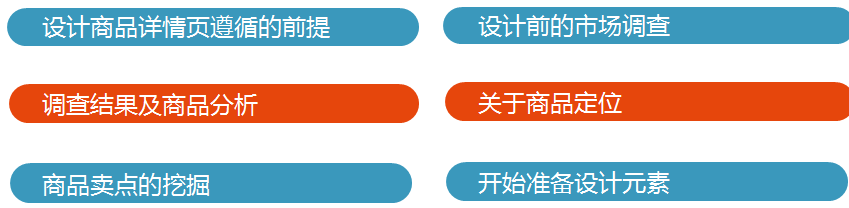 设计商品详情页遵循的前提
设计前的市场调查
调查结果及商品分析
关于商品定位
商品卖点的挖掘
开始准备设计元素